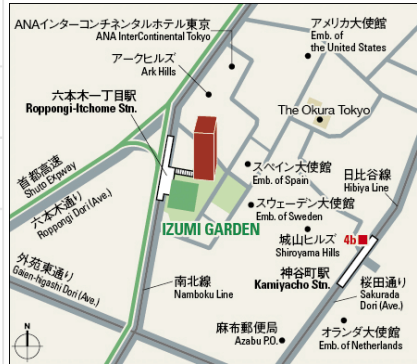 ANAインターコンチネンタルホテル東京
ANA InterContinental Tokyo
アメリカ大使館
Emb. of
the United States
アークヒルズ
Ark Hills
六本木一丁目駅
Roppongi-Itchome Stn.
The Okura Tokyo
首都高速
Shuto Expway
スペイン大使館
Emb. of Spain
日比谷線
Hibiya Line
六本木通り
Roppongi Dori (Ave.)
スウェーデン大使館
Emb. of Sweden
IZUMI GARDEN
城山ヒルズ
Shiroyama Hills
4b
外苑東通り
Gaien-higashi Dori (Ave.)
南北線
Namboku Line
神谷町駅
Kamiyacho Stn.
桜田通り
Sakurada
Dori (Ave.)
麻布郵便局
Azabu P.O.
オランダ大使館
Emb. of Netherlands
N